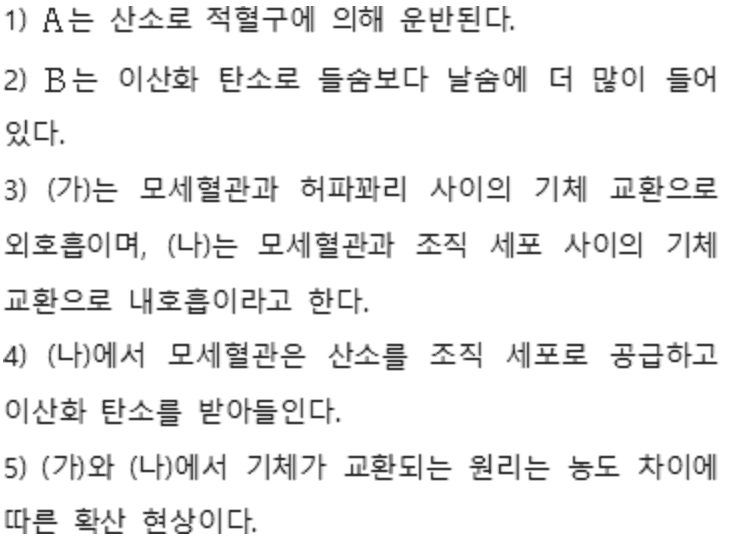 1) A는 산소로 적혈구에 의해 운반된다.
2) B는 이산화 탄소로 들숨보다 날숨에 더 많이 들어
있다.
3) (가)는 모세혈관과 허파꽈리 사이의 기체 교환으로
외호흡이며, (나)는 모세혈관과 조직 세포 사이의 기체
교환으로 내호흡이라고 한다.
4) (나)에서 모세혈관은 산소를 조직 세포로 공급하고
이산화 탄소를 받아들인다.
5) (가)와 (나)에서 기체가 교환되는 원리는 농도 차이에
따른 확산 현상이다.